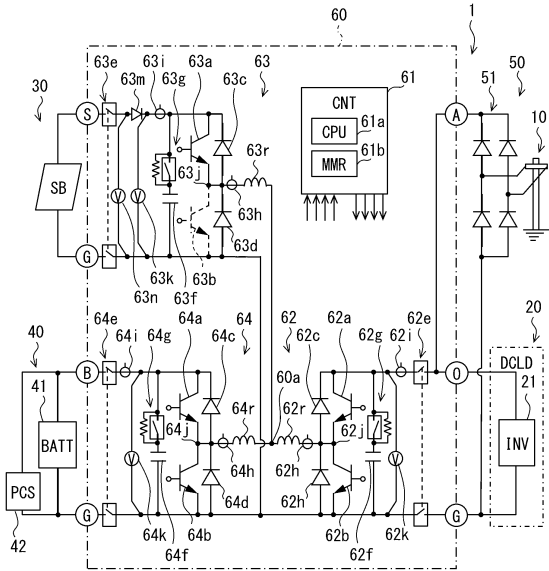 60
1
63e
63i
63a
63m
63g
63c
63
61
51
50
30
S
A
10
CNT
CPU
61a
MMR
61b
63r
63j
SB
V
V
63h
63d
63k
63b
63n
63f
G
64e
64a
64
62
62a
62e
40
64i
64g
64c
62c
62g
62i
20
60a
B
O
DCLD
41
64r
62r
21
64j
62j
BATT
INV
64h
62h
V
V
PCS
64d
62h
G
G
42
64k
64b
62b
62k
64f
62f